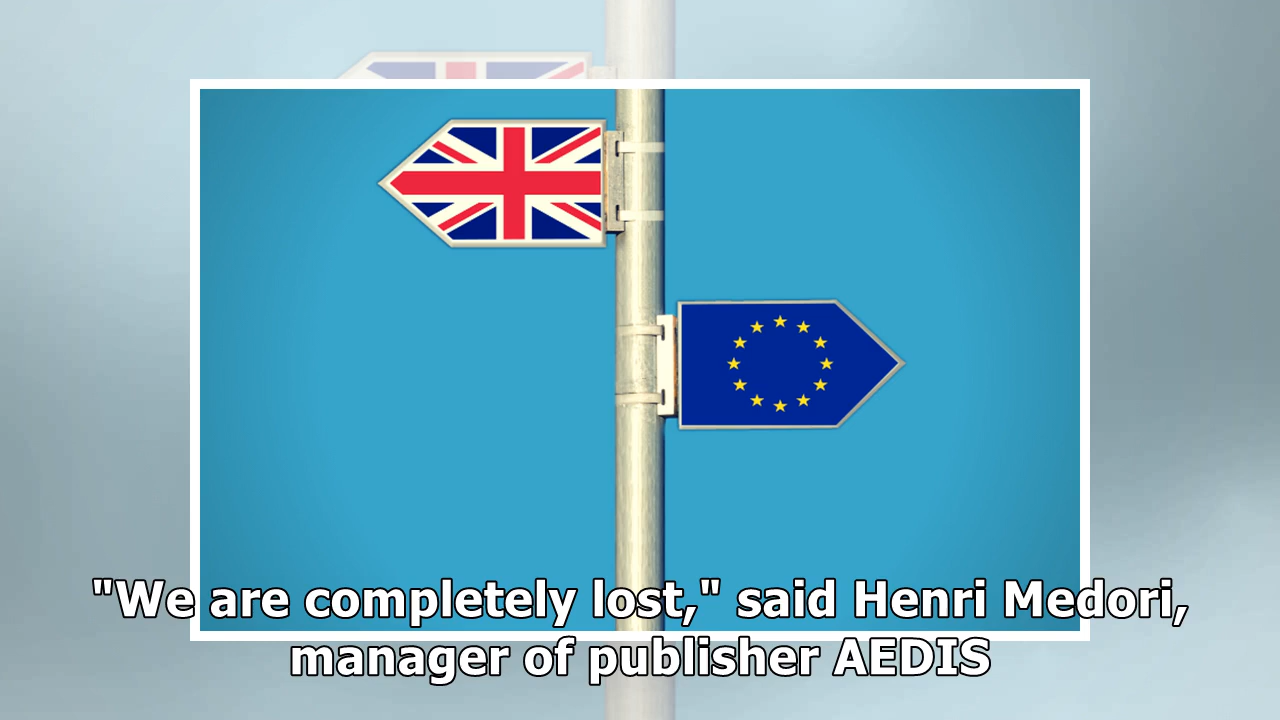 "We are completely lost," said Henri Medori,
manager of publisher AEDIS